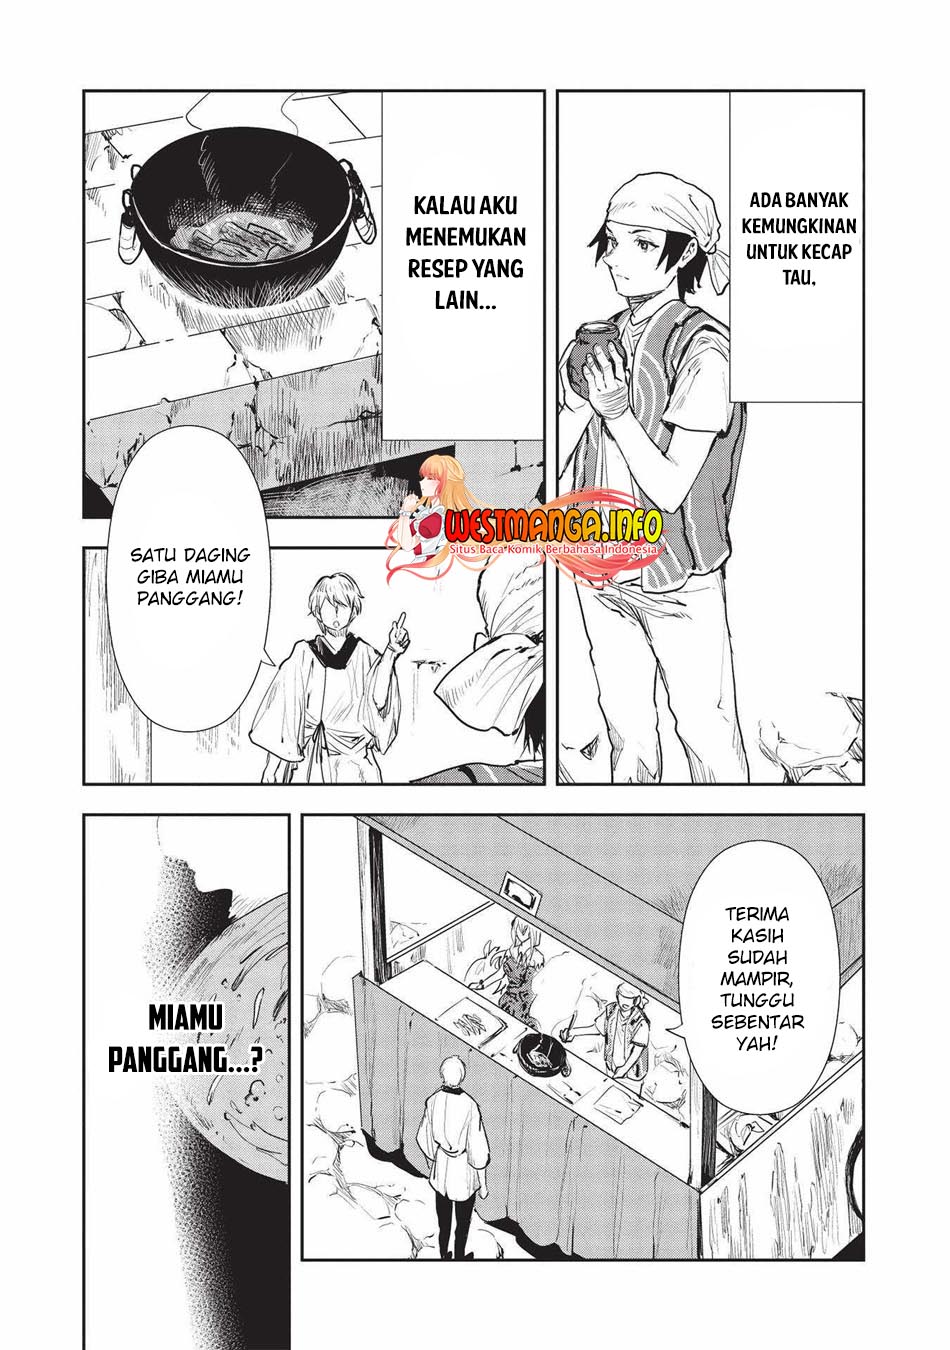 ADA BANYAK
KEMUNGKINAN
UNTUK KECAP
TAU,
KALAU AKU
MENEMUKAN
RESEP YANG
LAIN...
WESTMANGA.INFO
Situs Baca Komik Berbahasa Indonesia
SATU DAGING
GIBA MIAMU
PANGGANG!
TERIMA
KASIH
SUDAH
MAMPIR,
TUNGGU
SEBENTAR
YAH!
MIAMU
PANGGANG...?